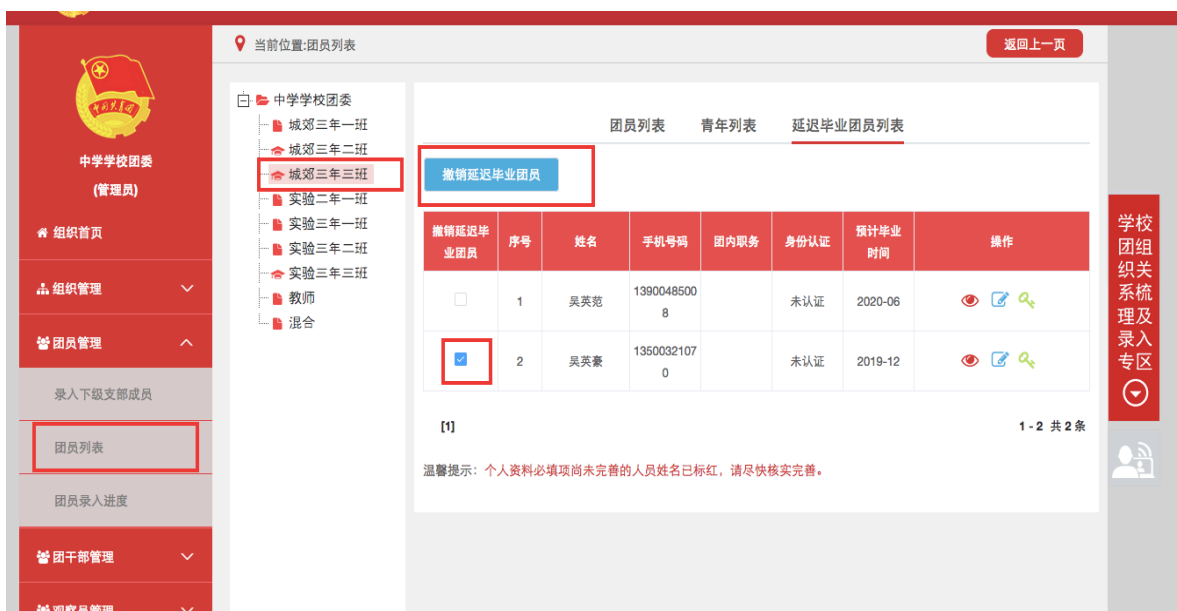 当前位置:团员列表
返回上一页
中学学校团委
(管理员)
组织首页
组织管理
团员管理
录入下级支部成员
团员列表
团员录入进度
团干部管理
观察员管理
中学学校团委
城郊三年一班
城郊三年二班
城郊三年三班
实验二年一班
实验三年一班
实验三年二班
实验三年三班
教师
混合
团员列表 青年列表 延迟毕业团员列表
撤销延迟毕业团员
撤销延迟毕
业团员
序号
姓名
手机号码
团内职务
身份认证
预计毕业
时间
操作
1
吴英范
1390048500
8
未认证
2020-06
2
吴英豪
1350032107
0
未认证
2019-12
[1]
1 - 2 共 2 条
温馨提示：个人资料必填项尚未完善的人员姓名已标红，请尽快核实完善。
学校
团组
织关
系梳
理及
录入
专区